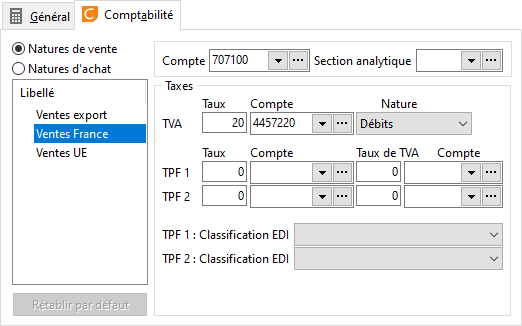 Général
Comptabilité
Natures de vente
Natures d'achat
Libellé
Ventes export
Ventes France
Ventes UE
Rétablir par défaut
Compte 707100 Section analytique
Taxes
Taux Compte Nature
TVA 20 4457220 Débits
Taux Compte Taux de TVA Compte
TPF 1 0 0
TPF 2 0 0
TPF 1 : Classification EDI
TPF 2 : Classification EDI